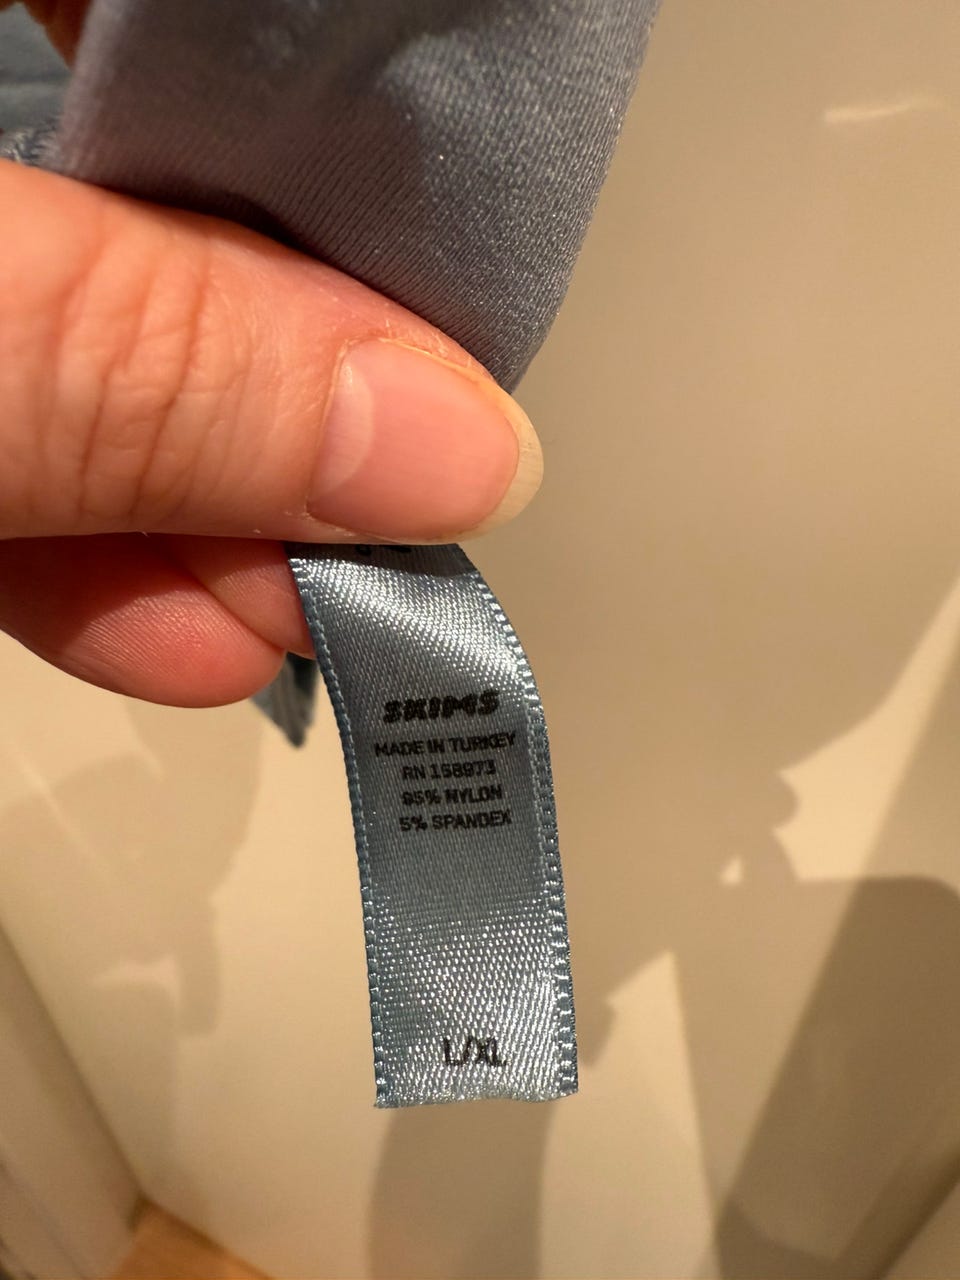 SKIMS
MADE IN TURKEY
RN 158973
95% NYLON
5% SPANDEX
L/XL